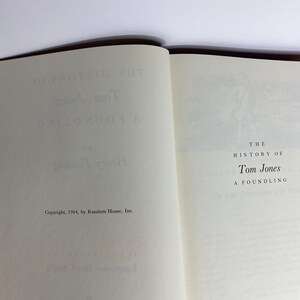 Copyright, 1964, by Random House, Inc.
THE
HISTORY OF
Tom Jones
A FOUNDLING